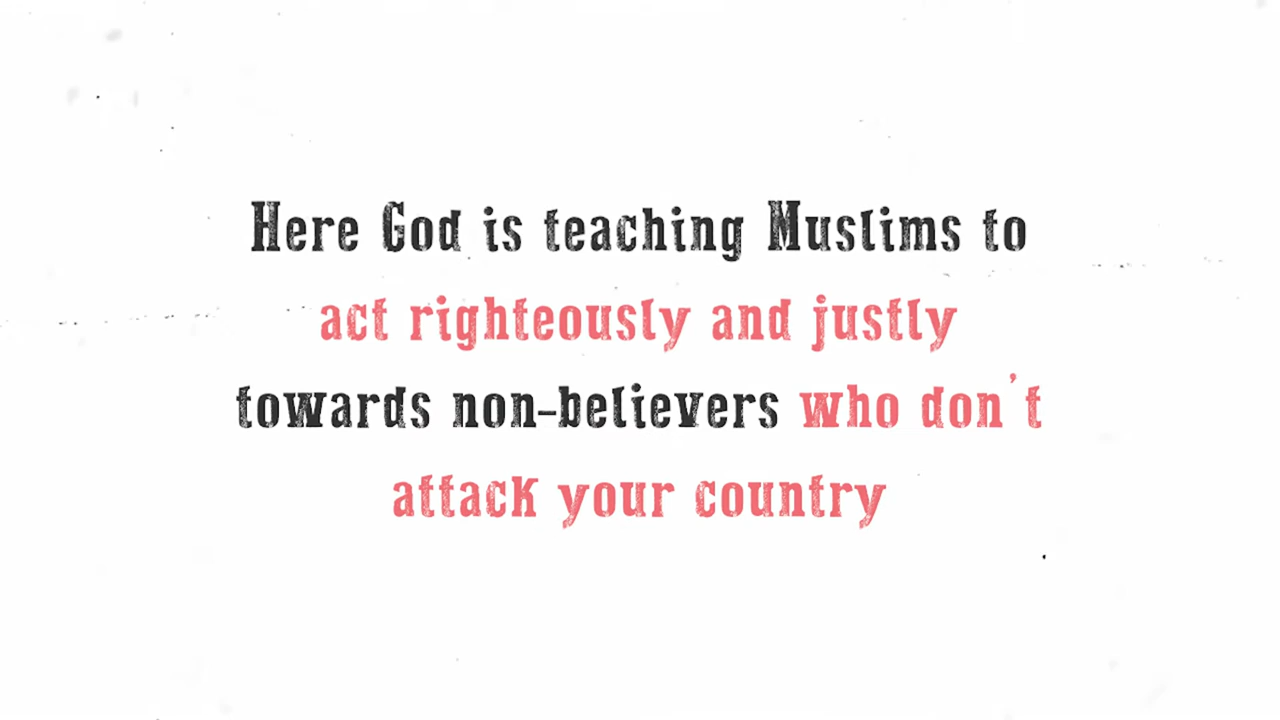 Here God is teaching Muslims to
act righteously and justly
towards non-believers who don't
attack your country